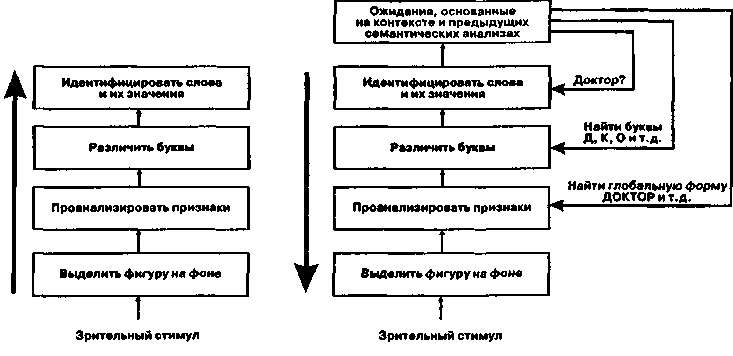 Идентифицировать слова
и их значения
Различить буквы
Проанализировать признаки
Выделить фигуру на фоне
Зрительный стимул
Ожидания, основанные
на контексте и предыдущих
семантических анализах
Идентифицировать слова
и их значения
Доктор?
Различить буквы
Найти буквы
Д, К, О и т.д.
Проанализировать признаки
Найти глобальную форму
ДОКТОР и т.д.
Выделить фигуру на фоне
Зрительный стимул